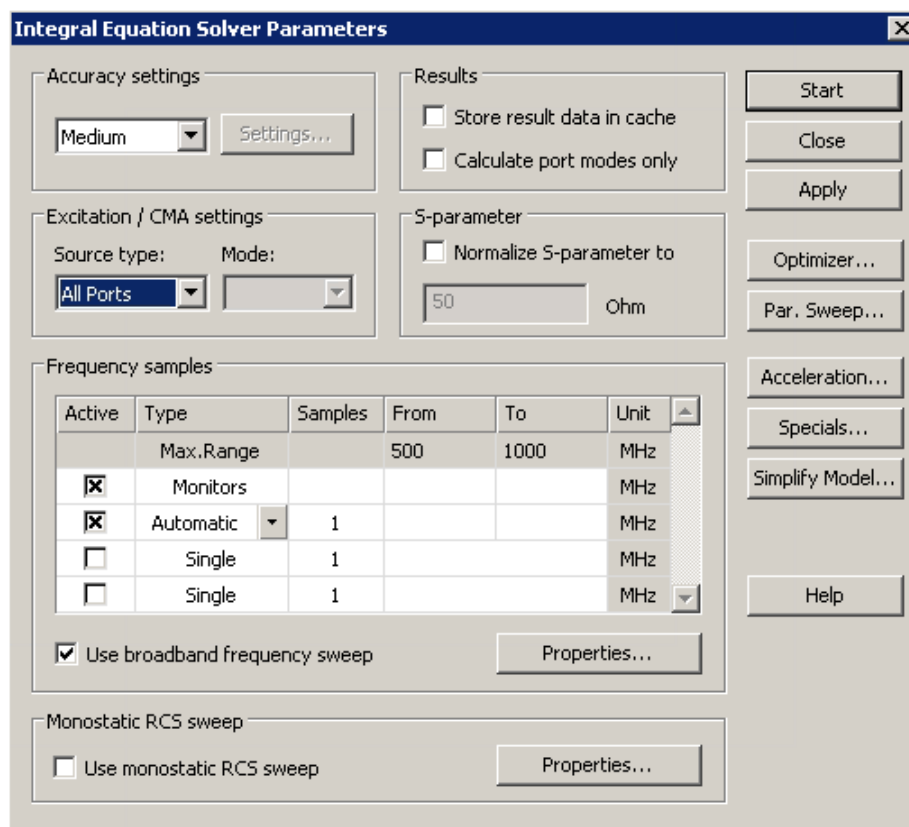 Integral Equation Solver Parameters
Accuracy settings
Medium
Settings...
Results
Store result data in cache
Calculate port modes only
Start
Close
Apply
Excitation / CMA settings
Source type: Mode:
All Ports
S-parameter
Normalize S-parameter to
50 Ohm
Optimizer...
Par. Sweep...
Frequency samples
Active Type Samples From To Unit
Max.Range 500 1000 MHz
Monitors MHz
Automatic 1 MHz
Single 1 MHz
Single 1 MHz
Use broadband frequency sweep Properties...
Acceleration...
Specials...
Simplify Model...
Help
Monostatic RCS sweep
Use monostatic RCS sweep Properties...